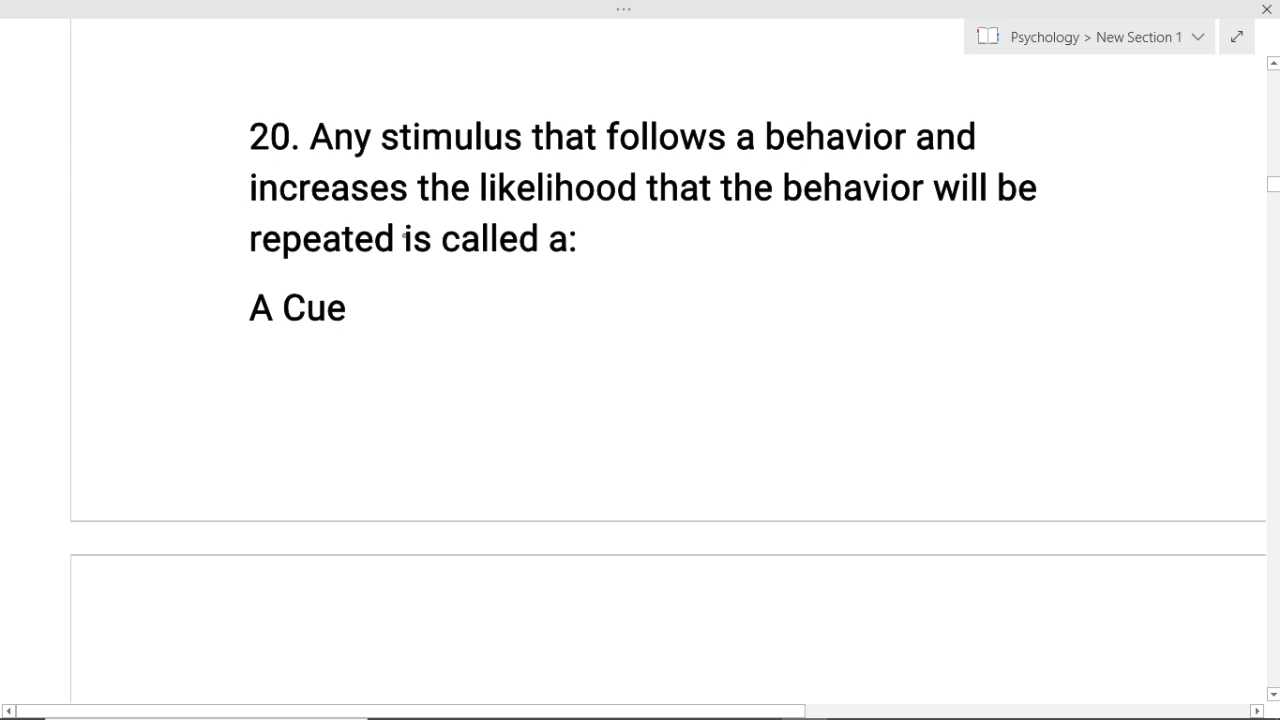 Psychology > New Section 1
20. Any stimulus that follows a behavior and
increases the likelihood that the behavior will be
repeated is called a:
A Cue